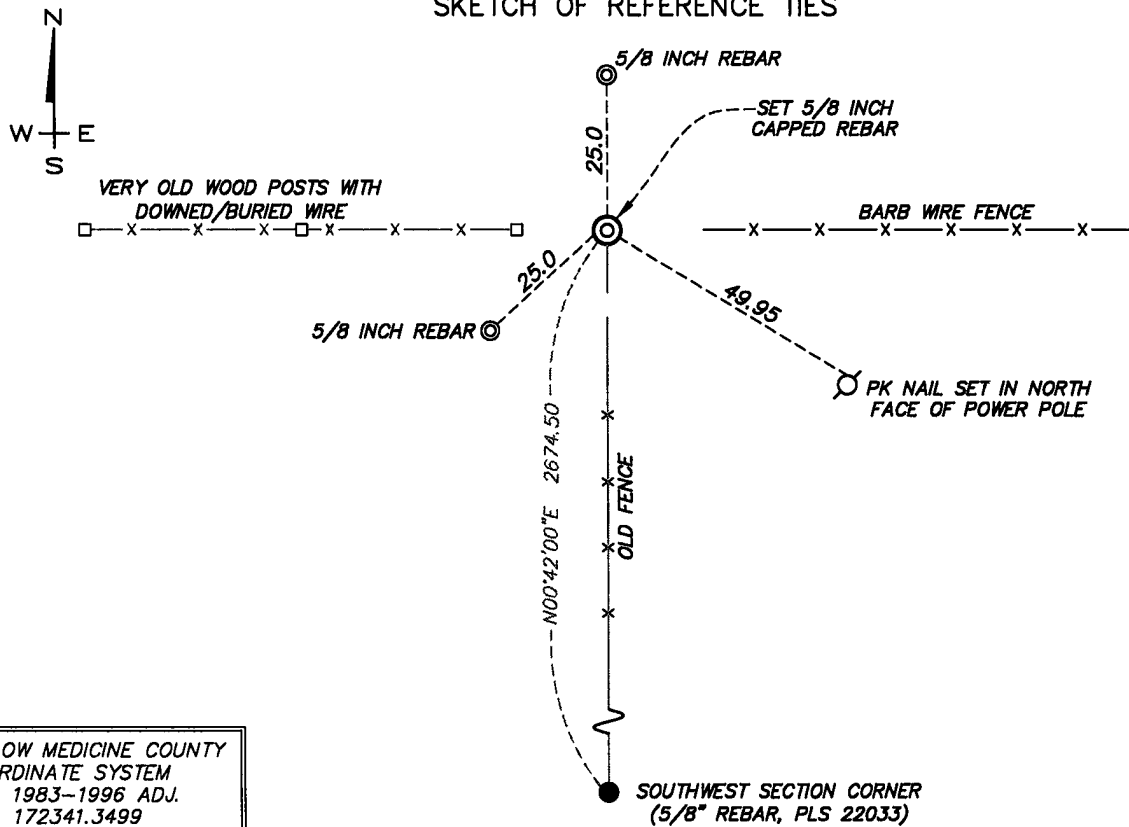 SKETCH OF REFERENCE TIES
N
W E
S
5/8 INCH REBAR
SET 5/8 INCH
CAPPED REBAR
25.0
VERY OLD WOOD POSTS WITH
DOWNED/BURIED WIRE
X X X X X X
BARB WIRE FENCE
X X X X X X
25.0
49.95
5/8 INCH REBAR
PK NAIL SET IN NORTH
FACE OF POWER POLE
N00°42'00"E 2674.50
OLD FENCE
X
X
X
X
OW MEDICINE COUNTY
RDINATE SYSTEM
1983-1996 ADJ.
172341.3499
SOUTHWEST SECTION CORNER
(5/8" REBAR, PLS 22033)